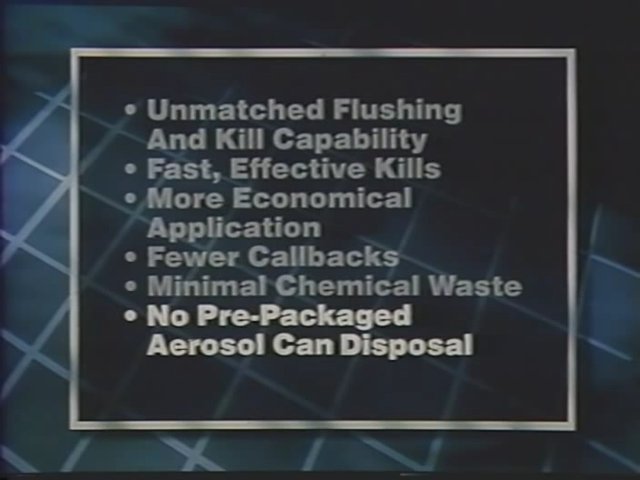 • Unmatched Flushing
And Kill Capability
• Fast, Effective Kills
• More Economical
Application
• Fewer Callbacks
• Minimal Chemical Waste
• No Pre-Packaged
Aerosol Can Disposal